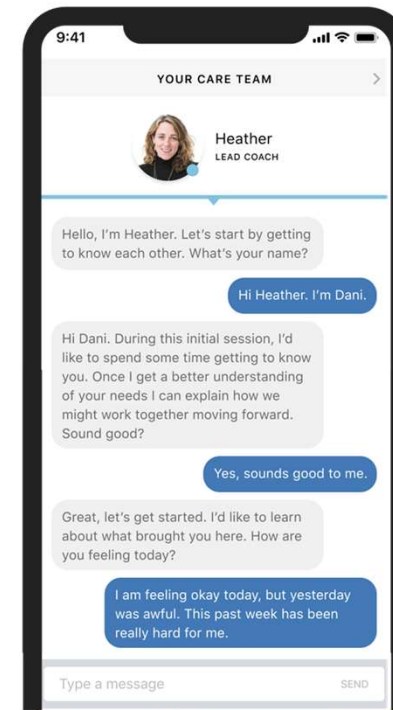 9:41
YOUR CARE TEAM
Heather
LEAD COACH
Hello, I'm Heather. Let's start by getting
to know each other. What's your name?
Hi Heather. I'm Dani.
Hi Dani. During this initial session, I'd
like to spend some time getting to know
you. Once I get a better understanding
of your needs I can explain how we
might work together moving forward.
Sound good?
Yes, sounds good to me.
Great, let's get started. I'd like to learn
about what brought you here. How are
you feeling today?
I am feeling okay today, but yesterday
was awful. This past week has been
really hard for me.
Type a message SEND